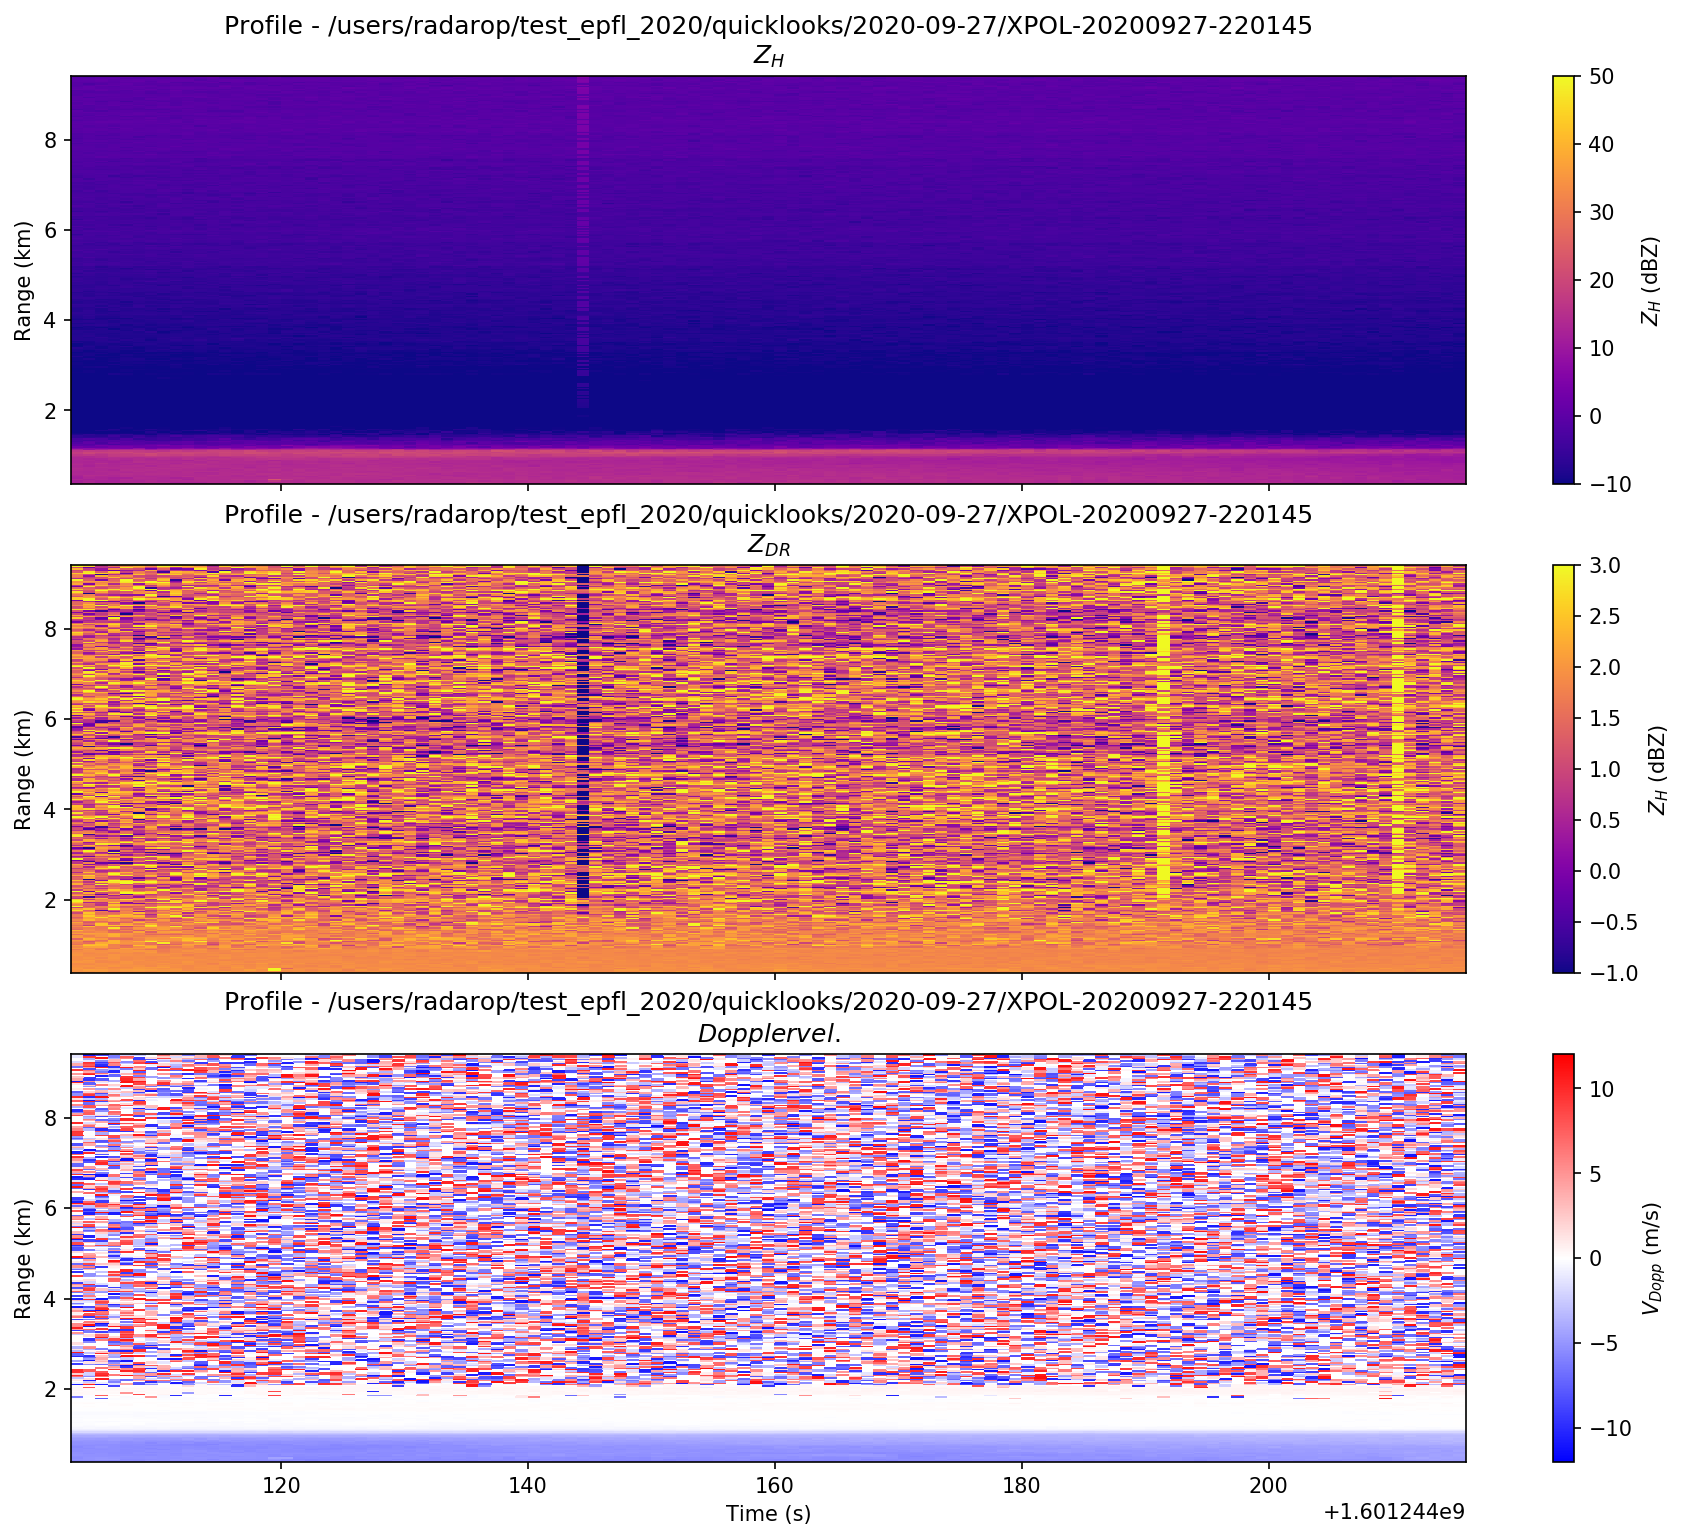 Profile - /users/radarop/test_epfl_2020/quicklooks/2020-09-27/XPOL-20200927-220145
Z_H
Range (km)
8
6
4
2
50
40
30
20
10
0
−10
Z_H (dBZ)
Profile - /users/radarop/test_epfl_2020/quicklooks/2020-09-27/XPOL-20200927-220145
Z_DR
Range (km)
8
6
4
2
3.0
2.5
2.0
1.5
1.0
0.5
0.0
−0.5
−1.0
Z_H (dBZ)
Profile - /users/radarop/test_epfl_2020/quicklooks/2020-09-27/XPOL-20200927-220145
Dopplervel.
Range (km)
8
6
4
2
10
5
0
−5
−10
V_Dopp (m/s)
120 140 160 180 200
Time (s)
+1.601244e9